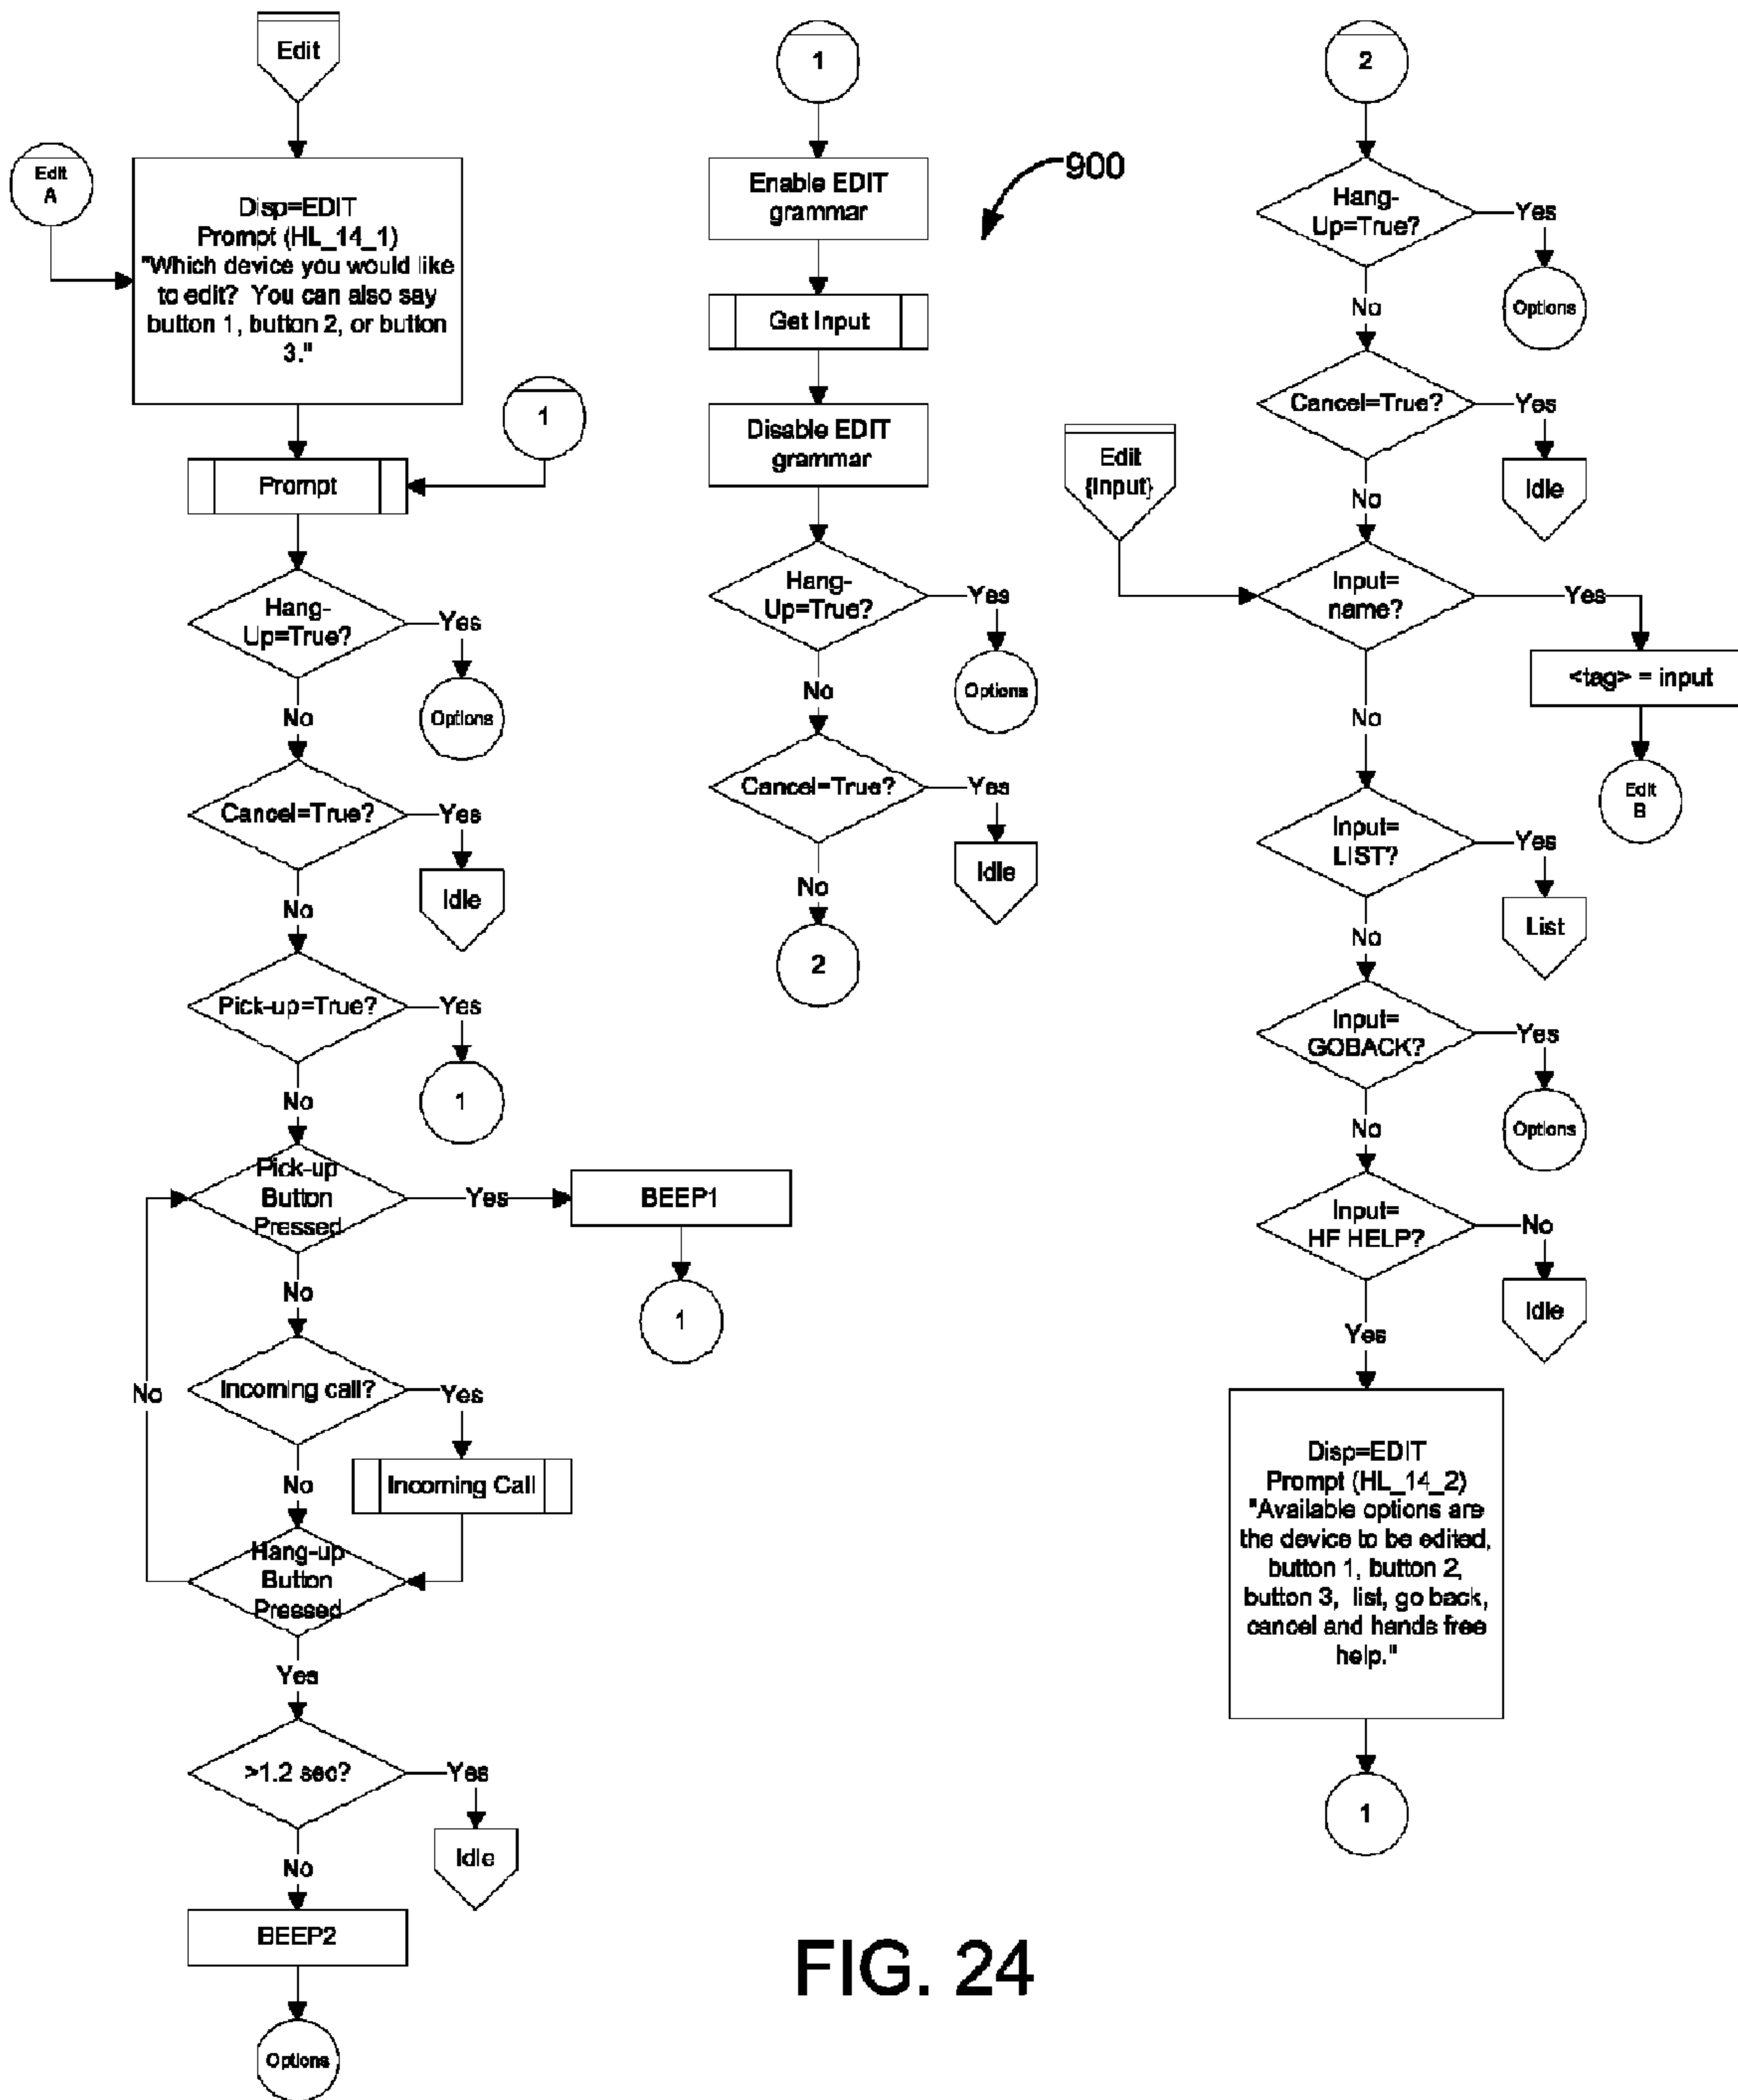 Edit
Edit
A
Disp=EDIT
Prompt (HL_14_1)
"Which device you would like
to edit? You can also say
button 1, button 2, or button
3."
1
Prompt
Hang-
Up=True?
Yes
Options
No
Cancel=True?
Yes
Idle
No
Pick-up=True?
Yes
1
No
Pick-up
Button
Pressed
Yes
BEEP1
1
No
Incoming call?
Yes
Incoming Call
No
No
Hang-up
Button
Pressed
Yes
>1.2 sec?
Yes
Idle
No
BEEP2
Options
1
Enable EDIT
grammar
900
Get Input
Disable EDIT
grammar
Hang-
Up=True?
Yes
Options
No
Cancel=True?
Yes
Idle
No
2
2
Hang-
Up=True?
Yes
Options
No
Cancel=True?
Yes
Idle
No
Edit
{Input}
Input=
name?
Yes
<tag> = input
Edit
B
No
Input=
LIST?
Yes
List
No
Input=
GOBACK?
Yes
Options
No
Input=
HF HELP?
No
Idle
Yes
Disp=EDIT
Prompt (HL_14_2)
"Available options are
the device to be edited,
button 1, button 2,
button 3, list, go back,
cancel and hands free
help."
1
FIG. 24